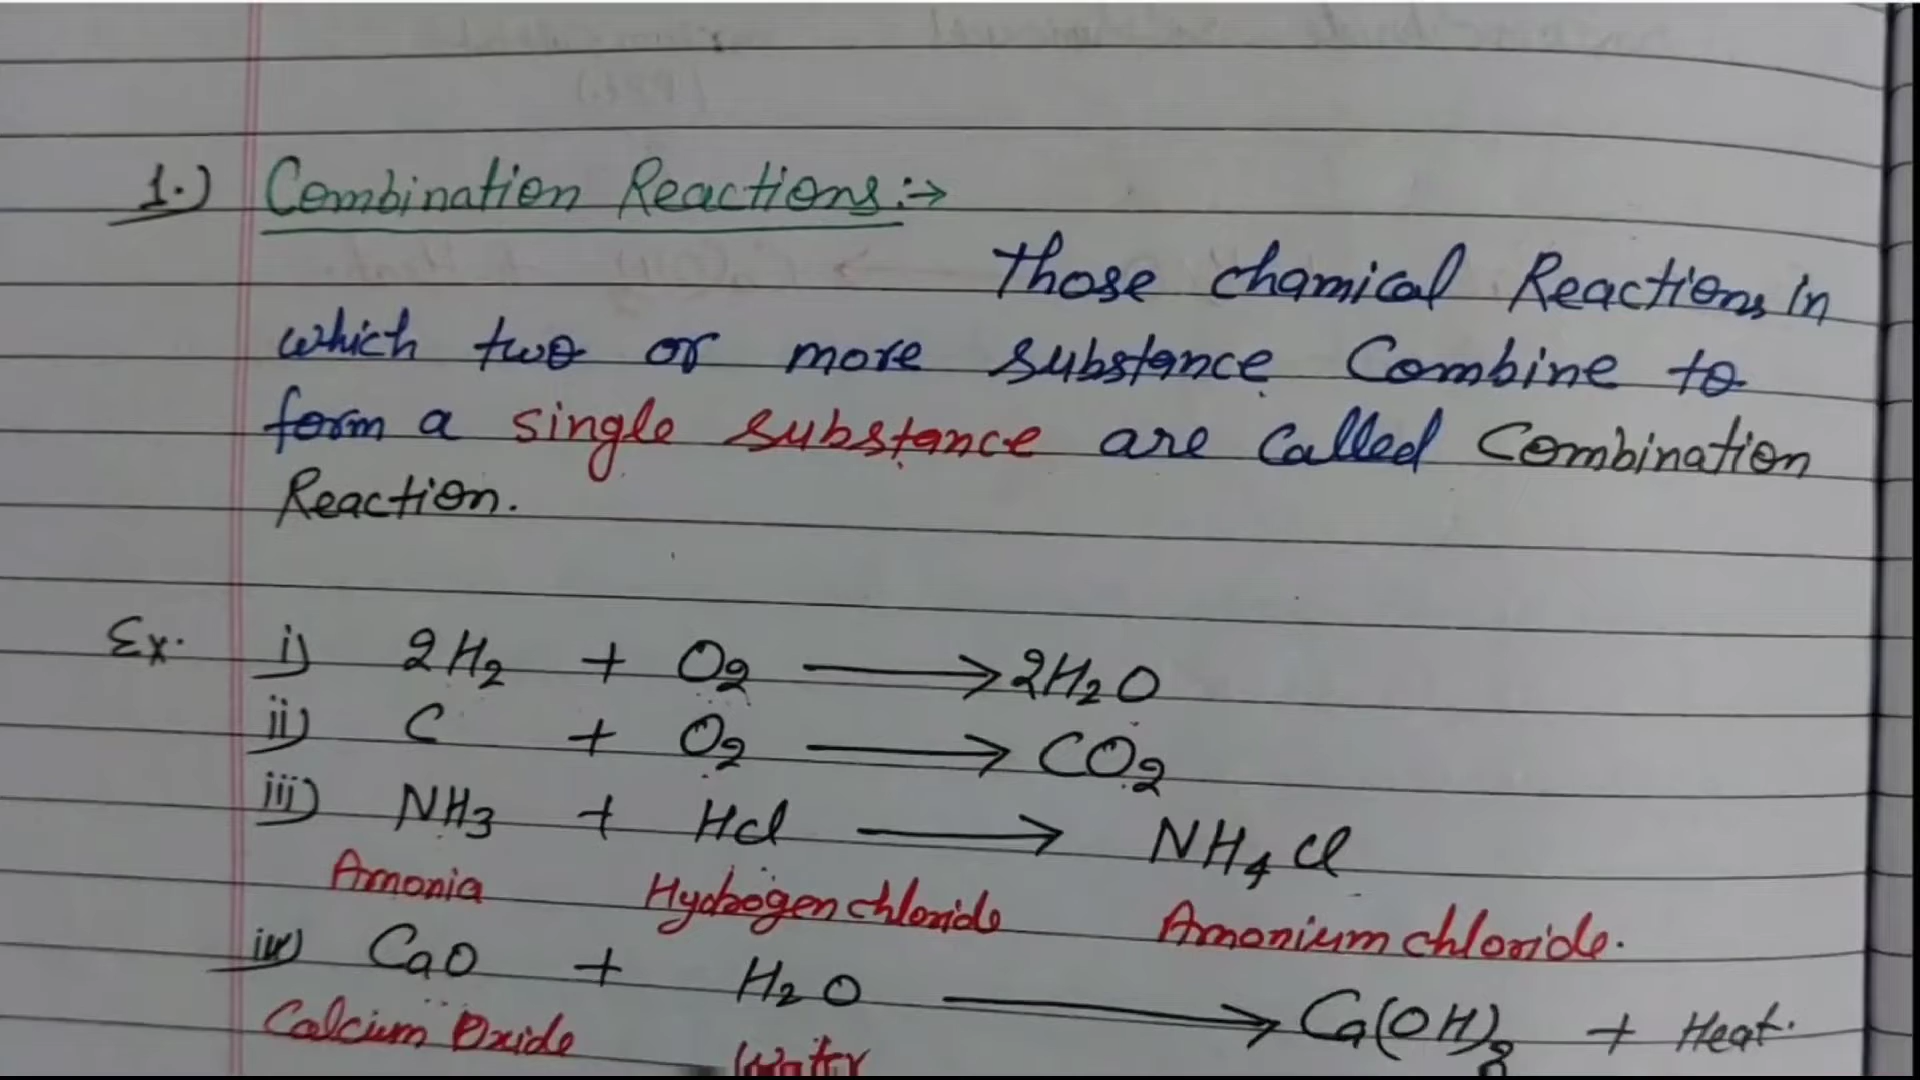 1.) Combination Reactions:→
Those chamical Reactions in
which two or more substance Combine to
form a single substance are called Combination
Reaction.
Ex. i) 2H₂ + O₂ ⟶ 2H₂O
ii) C + O₂ ⟶ CO₂
iii) NH₃ + Hcl ⟶ NH₄Cl
Amonia Hydrogen chloride Amonium chloride.
iv) CaO + H₂O ⟶ Ca(OH)₂ + Heat.
Calcium Oxide Water